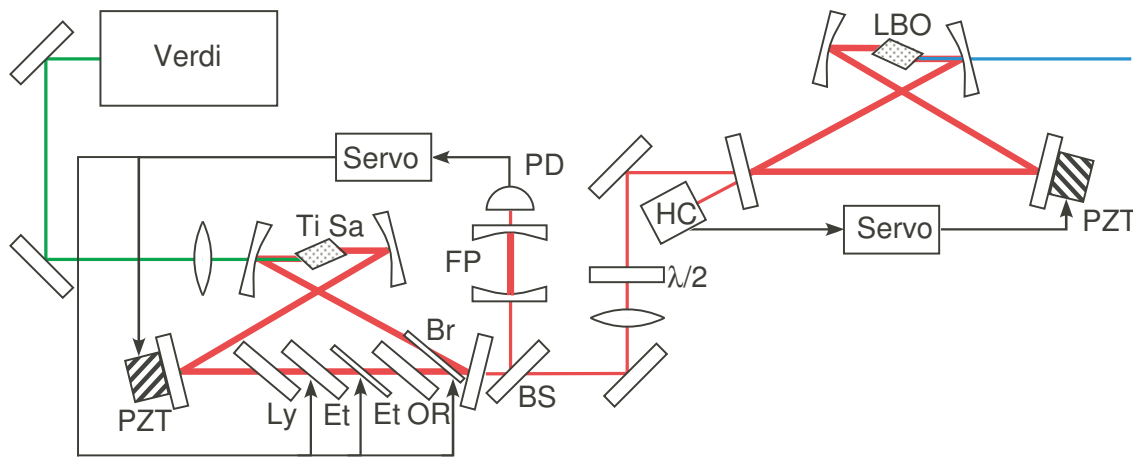 LBO
Verdi
Servo
PD
HC
Servo
PZT
Ti Sa
FP
λ/2
Br
BS
PZT
Ly
Et
Et
OR